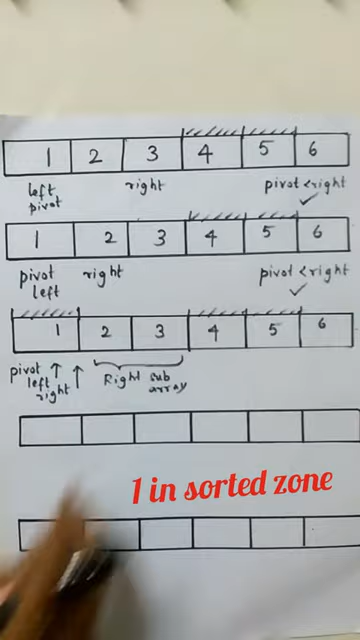 1 2 3 4 5 6
left right pivot < right
pivot
1 2 3 4 5 6
pivot right pivot < right
left
1 2 3 4 5 6
pivot
left Right sub
right array
1 in sorted zone